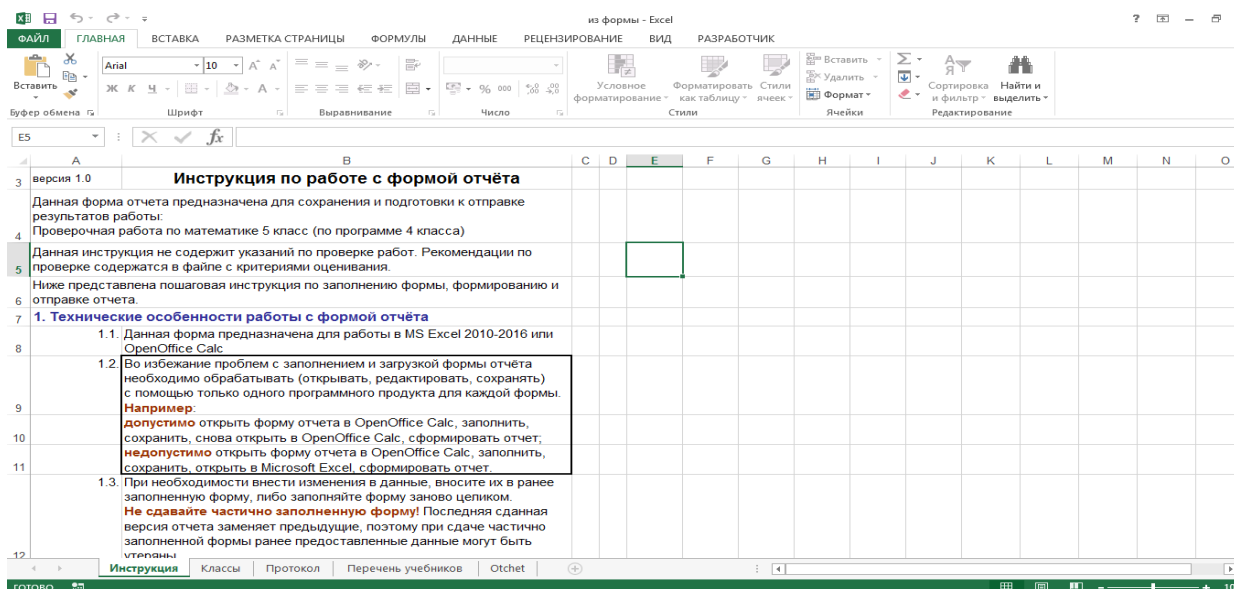 из формы - Excel
ФАЙЛ ГЛАВНАЯ ВСТАВКА РАЗМЕТКА СТРАНИЦЫ ФОРМУЛЫ ДАННЫЕ РЕЦЕНЗИРОВАНИЕ ВИД РАЗРАБОТЧИК
Вставить
Буфер обмена
Arial 10
Ж К Ч
Шрифт
Выравнивание
% 000
Число
Условное форматирование
Форматировать как таблицу
Стили ячеек
Стили
Вставить
Удалить
Формат
Ячейки
Сортировка и фильтр
Найти и выделить
Редактирование
E5 fx
A B C D E F G H I J K L M N O
3 версия 1.0 Инструкция по работе с формой отчёта
Данная форма отчета предназначена для сохранения и подготовки к отправке
результатов работы:
4 Проверочная работа по математике 5 класс (по программе 4 класса)
Данная инструкция не содержит указаний по проверке работ. Рекомендации по
5 проверке содержатся в файле с критериями оценивания.
Ниже представлена пошаговая инструкция по заполнению формы, формированию и
6 отправке отчета.
7 1. Технические особенности работы с формой отчёта
1.1. Данная форма предназначена для работы в MS Excel 2010-2016 или
8 OpenOffice Calc
1.2. Во избежание проблем с заполнением и загрузкой формы отчёта
необходимо обрабатывать (открывать, редактировать, сохранять)
с помощью только одного программного продукта для каждой формы.
9 Например:
допустимо открыть форму отчета в OpenOffice Calc, заполнить,
10 сохранить, снова открыть в OpenOffice Calc, сформировать отчет;
недопустимо открыть форму отчета в OpenOffice Calc, заполнить,
11 сохранить, открыть в Microsoft Excel, сформировать отчет.
1.3. При необходимости внести изменения в данные, вносите их в ранее
заполненную форму, либо заполняйте форму заново целиком.
Не сдавайте частично заполненную форму! Последняя сданная
версия отчета заменяет предыдущие, поэтому при сдаче частично
заполненной формы ранее предоставленные данные могут быть
12 утеряны
Инструкция Классы Протокол Перечень учебников Otchet
ГОТОВО